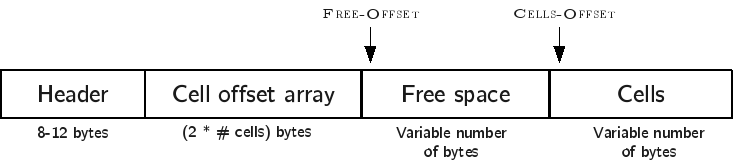 FREE-OFFSET CELLS-OFFSET
Header Cell offset array Free space Cells
8-12 bytes (2 * # cells) bytes Variable number of bytes Variable number of bytes